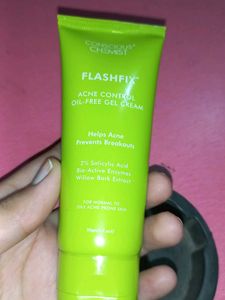 CONSCIOUS
CHEMIST
FLASHFIX™
ACNE CONTROL
OIL-FREE GEL CREAM
Helps Acne
Prevents Breakouts
2% Salicylic Acid
Bio Active Enzymes
Willow Bark Extract
FOR NORMAL TO
OILY ACNE PRONE SKIN